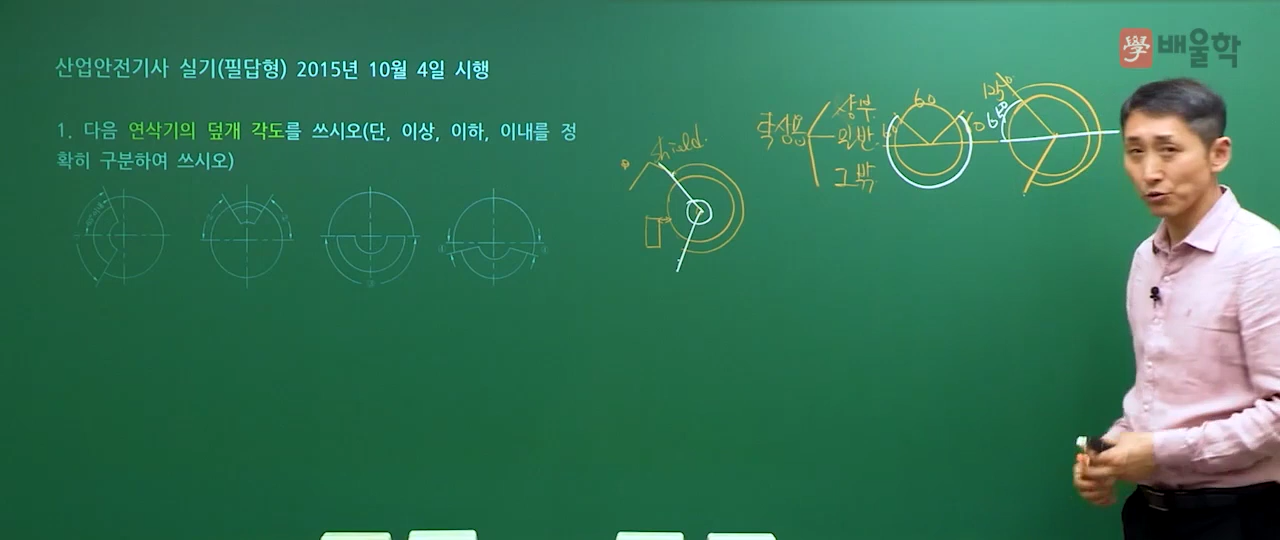 學 배울학
산업안전기사 실기(필답형) 2015년 10월 4일 시행
1. 다음 연삭기의 덮개 각도를 쓰시오(단, 이상, 이하, 이내를 정
확히 구분하여 쓰시오)
shield.
탁상용
상부
일반
그밖
60
125°
65